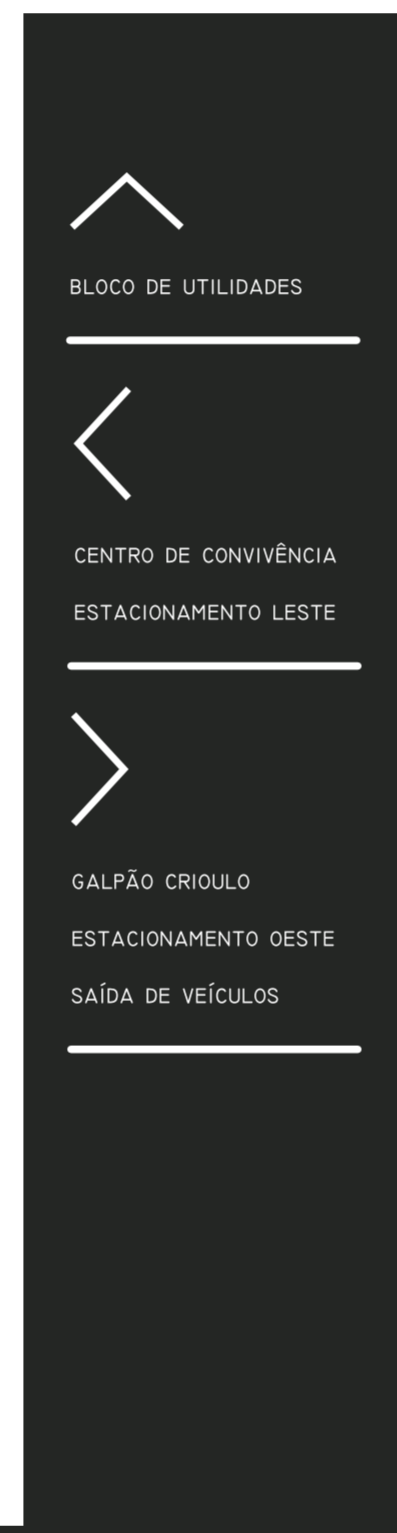 BLOCO DE UTILIDADES
CENTRO DE CONVIVÊNCIA
ESTACIONAMENTO LESTE
GALPÃO CRIOULO
ESTACIONAMENTO OESTE
SAÍDA DE VEÍCULOS